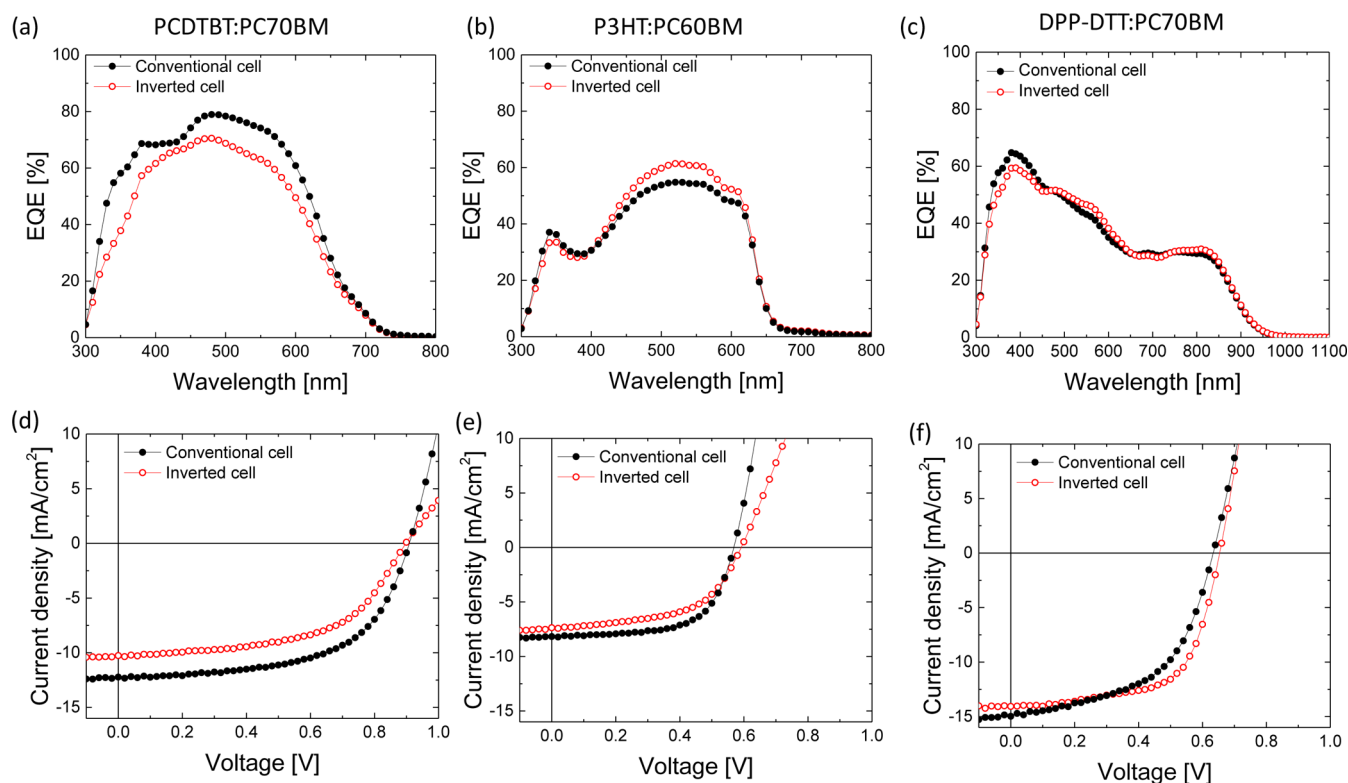 PCDTBT:PC70BM
P3HT:PC60BM
DPP-DTT:PC70BM
(a)
(b)
(c)
100
80
60
40
20
0
EQE [%]
Conventional cell
Inverted cell
300 400 500 600 700 800
Wavelength [nm]
100
80
60
40
20
0
EQE [%]
Conventional cell
Inverted cell
300 400 500 600 700 800
Wavelength [nm]
100
80
60
40
20
0
EQE [%]
Conventional cell
Inverted cell
300 400 500 600 700 800 900 1000 1100
Wavelength [nm]
(d)
(e)
(f)
10
5
0
-5
-10
-15
Current density [mA/cm²]
Conventional cell
Inverted cell
0.0 0.2 0.4 0.6 0.8 1.0
Voltage [V]
10
5
0
-5
-10
-15
Current density [mA/cm²]
Conventional cell
Inverted cell
0.0 0.2 0.4 0.6 0.8 1.0
Voltage [V]
10
5
0
-5
-10
-15
Current density [mA/cm²]
Conventional cell
Inverted cell
0.0 0.2 0.4 0.6 0.8 1.0
Voltage [V]